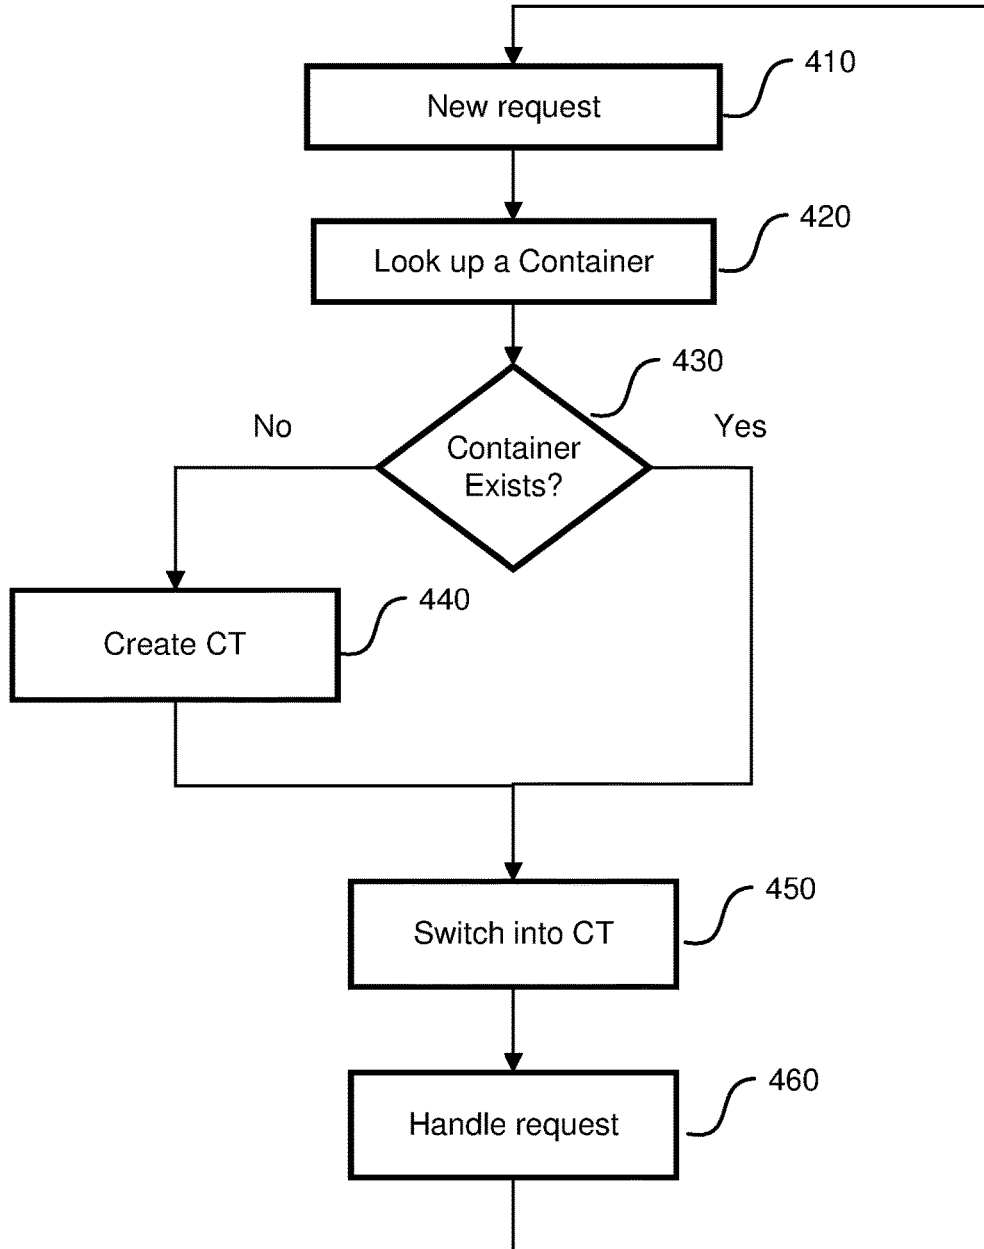 410
New request
420
Look up a Container
430
No
Yes
Container
Exists?
440
Create CT
450
Switch into CT
460
Handle request